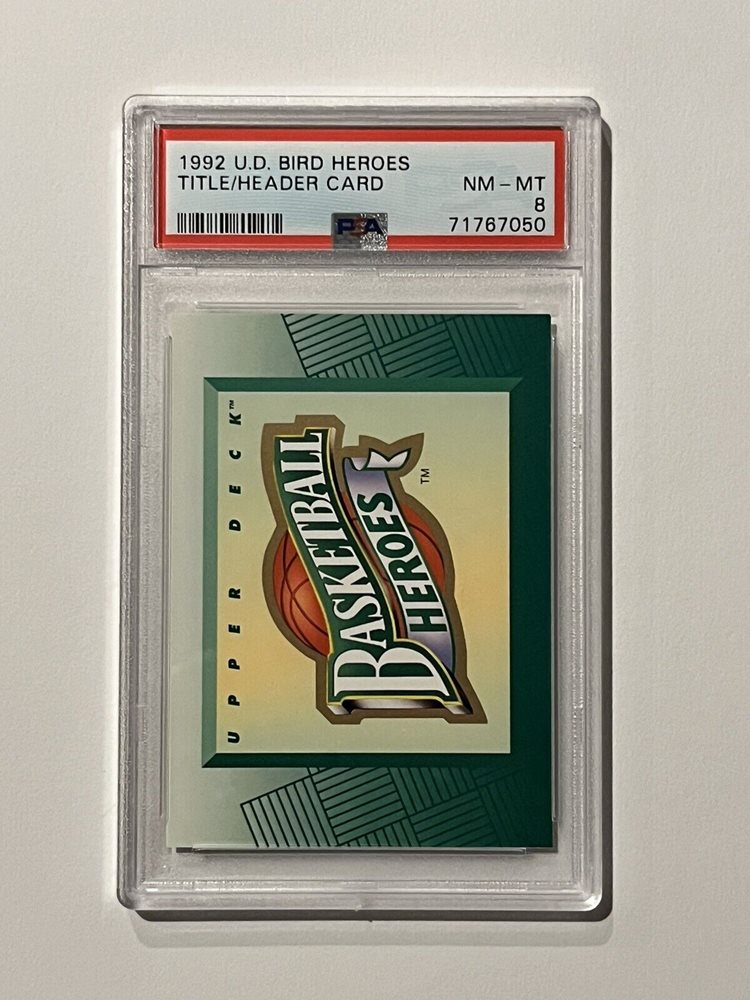 1992 U.D. BIRD HEROES
TITLE/HEADER CARD
NM-MT
8
PSA
71767050
UPPER DECK™
BASKETBALL
HEROES
TM